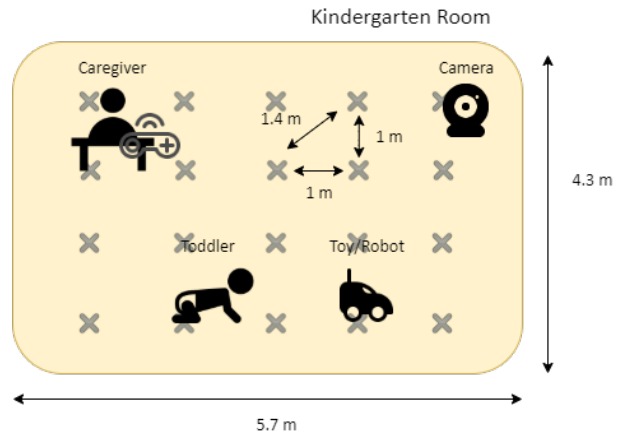 Kindergarten Room
Caregiver
Camera
1.4 m
1 m
1 m
4.3 m
Toddler
Toy/Robot
5.7 m